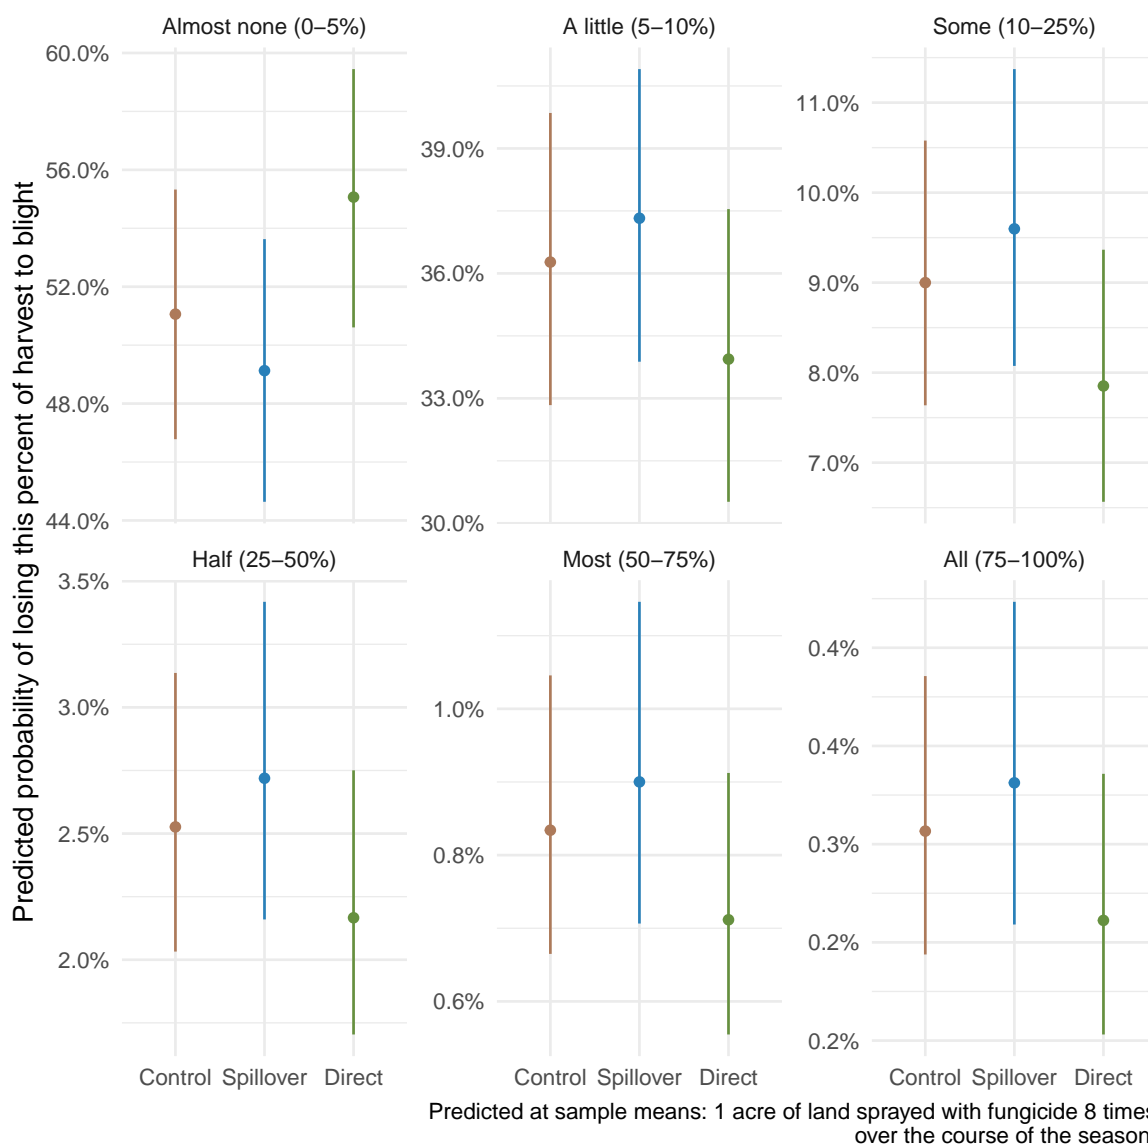 Almost none (0–5%)
A little (5–10%)
Some (10–25%)
60.0%
56.0%
52.0%
48.0%
44.0%
39.0%
36.0%
33.0%
30.0%
11.0%
10.0%
9.0%
8.0%
7.0%
Predicted probability of losing this percent of harvest to blight
Half (25–50%)
Most (50–75%)
All (75–100%)
3.5%
3.0%
2.5%
2.0%
1.0%
0.8%
0.6%
0.4%
0.4%
0.3%
0.2%
0.2%
Control Spillover Direct
Control Spillover Direct
Control Spillover Direct
Predicted at sample means: 1 acre of land sprayed with fungicide 8 times
over the course of the season